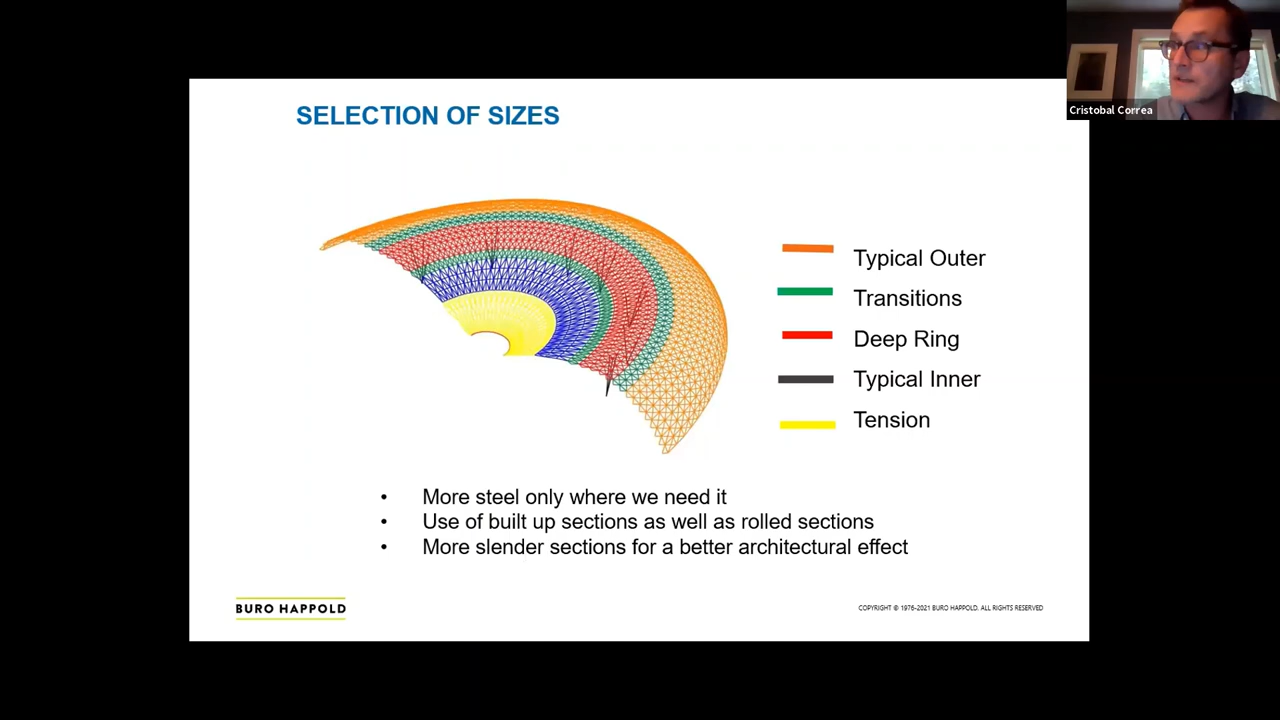 Cristobal Correa
SELECTION OF SIZES
Typical Outer
Transitions
Deep Ring
Typical Inner
Tension
• More steel only where we need it
• Use of built up sections as well as rolled sections
• More slender sections for a better architectural effect
BURO HAPPOLD
COPYRIGHT © 1976-2021 BURO HAPPOLD. ALL RIGHTS RESERVED